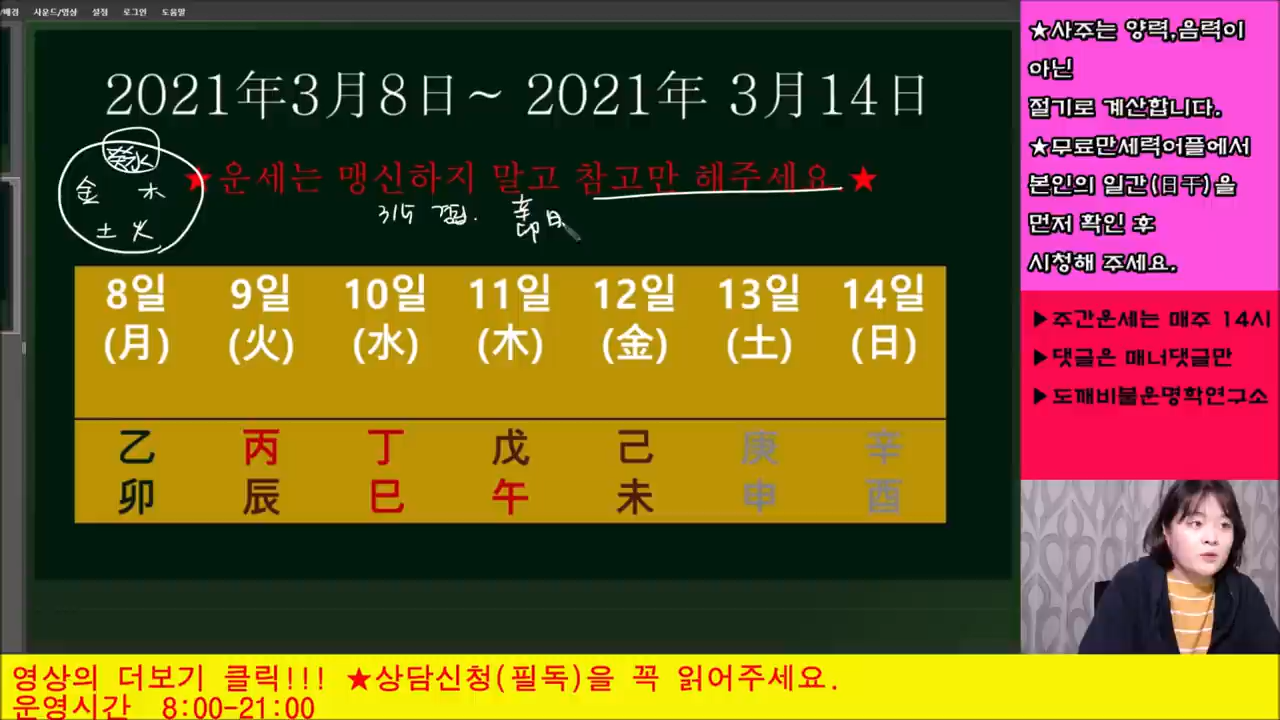 사운드/영상 설정 로그인 도움말
2021年3月8日~ 2021年 3月14日
★운세는 맹신하지 말고 참고만 해주세요.★
水
金 木
土 火
辛
卯日
8일 9일 10일 11일 12일 13일 14일
(月) (火) (水) (木) (金) (土) (日)
乙 丙 丁 戊 己 庚 辛
卯 辰 巳 午 未 申 酉
★사주는 양력,음력이
아닌
절기로 계산합니다.
★무료만세력어플에서
본인의 일간(日干)을
먼저 확인 후
시청해 주세요.
▶주간운세는 매주 14시
▶댓글은 매너댓글만
▶도깨비불운명학연구소
영상의 더보기 클릭!!! ★상담신청(필독)을 꼭 읽어주세요.
운영시간 8:00-21:00